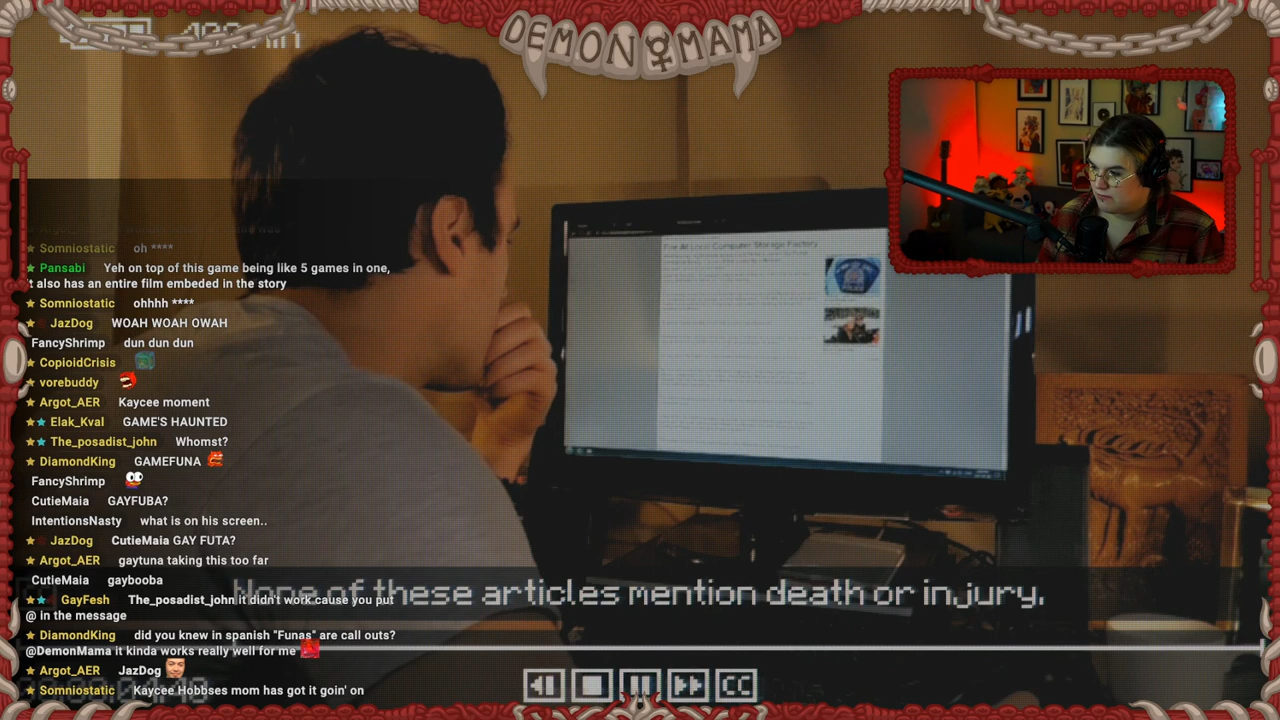 DEMON MAMA
Somniostatic oh ****
Pansabi Yeh on top of this game being like 5 games in one,
t also has an entire film embeded in the story
Somniostatic ohhhh ****
JazDog WOAH WOAH OWAH
FancyShrimp dun dun dun
CopioidCrisis
vorebuddy
Argot_AER Kaycee moment
Elak_Kval GAME'S HAUNTED
The_posadist_john Whomst?
DiamondKing GAMEFUNA
FancyShrimp
CutieMaia GAYFUBA?
IntentionsNasty what is on his screen..
JazDog CutieMaia GAY FUTA?
Argot_AER gaytuna taking this too far
CutieMaia gaybooba
GayFesh The_posadist_john it didn't work cause you put
@ in the message
DiamondKing did you knew in spanish "Funas" are call outs?
@DemonMama it kinda works really well for me
Argot_AER JazDog
Somniostatic Kaycee Hobbses mom has got it goin' on
Fire At Local Computer Storage Factory
None of these articles mention death or injury.
CC